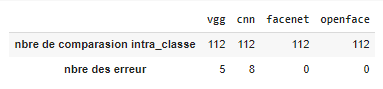 vgg cnn facenet openface
nbre de comparasion intra_classe 112 112 112 112
nbre des erreur 5 8 0 0